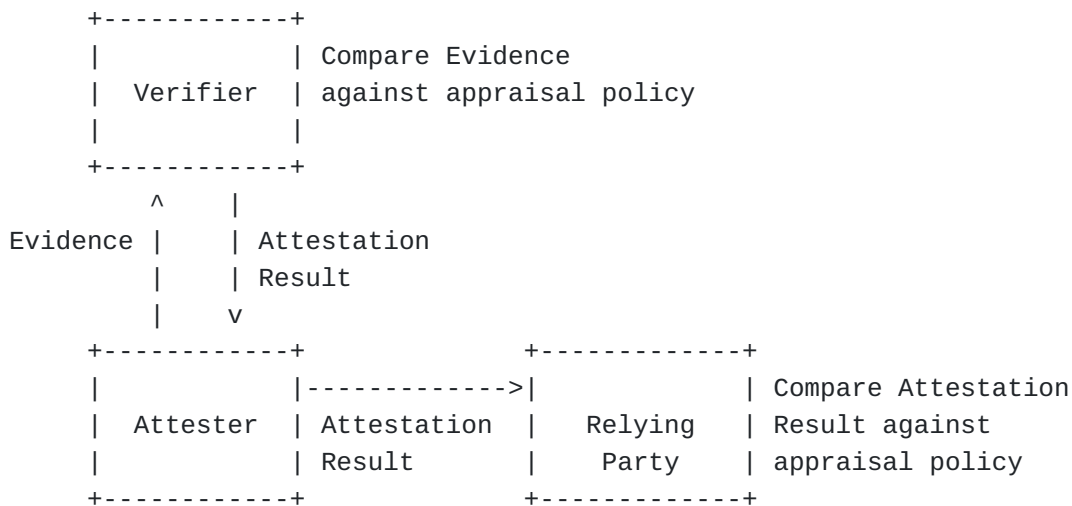 +------------+
|            | Compare Evidence
|  Verifier  | against appraisal policy
|            |
+------------+
    ^    |
Evidence |    | Attestation
|    | Result
|    v
+------------+              +-------------+
|            |------------->|             | Compare Attestation
|  Attester  | Attestation  |   Relying   | Result against
|            | Result       |    Party    | appraisal policy
+------------+              +-------------+